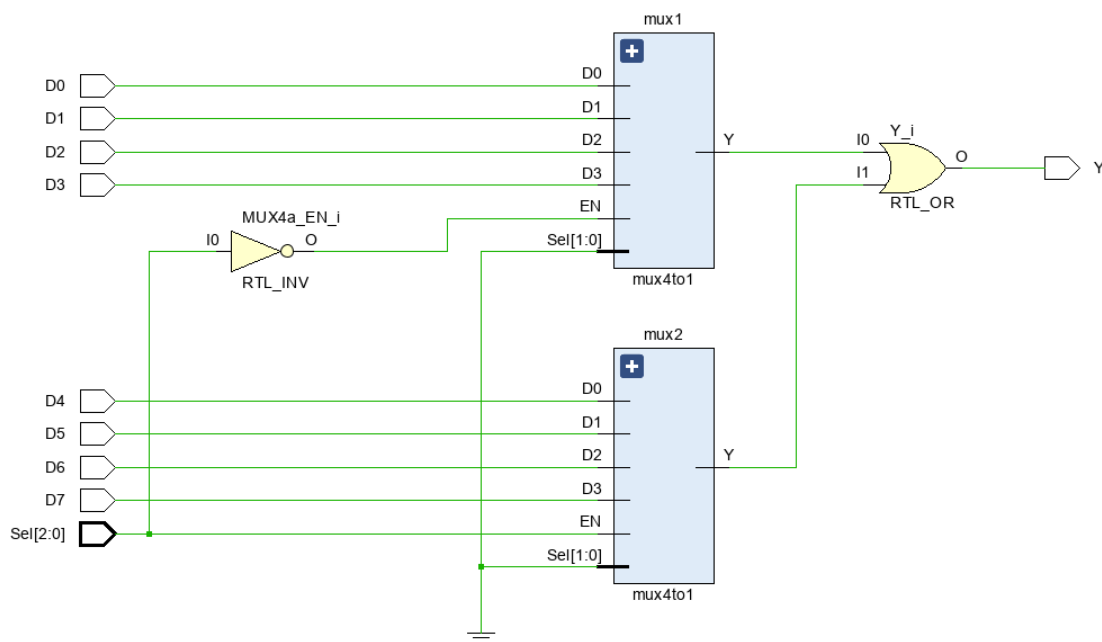 mux1
D0
D1
D2
D3
D0
D1
D2
D3
EN
Sel[1:0]
Y
mux4to1
MUX4a_EN_i
I0
O
RTL_INV
Y_i
I0
I1
O
RTL_OR
Y
mux2
D4
D5
D6
D7
Sel[2:0]
D0
D1
D2
D3
EN
Sel[1:0]
Y
mux4to1